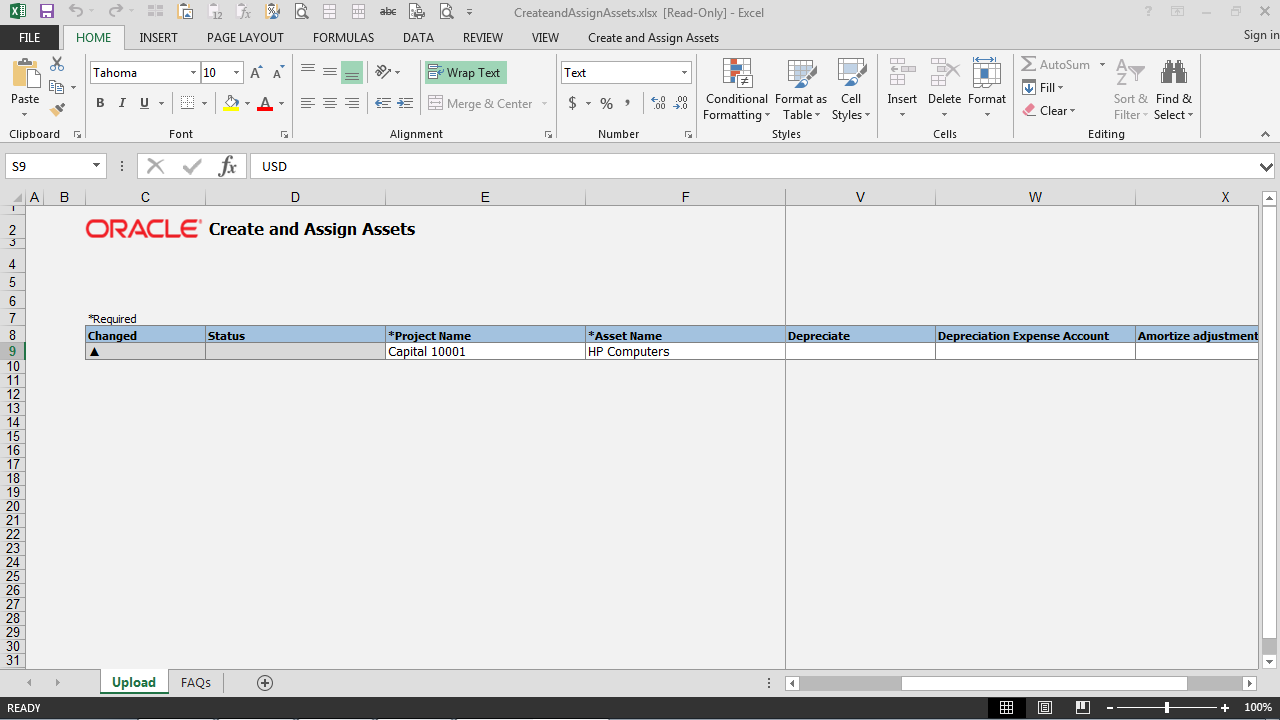 CreateandAssignAssets.xlsx [Read-Only] - Excel
FILE HOME INSERT PAGE LAYOUT FORMULAS DATA REVIEW VIEW Create and Assign Assets Sign in
Paste
Clipboard
Tahoma 10
B I U A
Font
Wrap Text
Merge & Center
Alignment
Text
$ % ,
Number
Conditional Formatting
Format as Table
Cell Styles
Styles
Insert Delete Format
Cells
AutoSum
Fill
Clear
Sort & Filter
Find & Select
Editing
S9 fx USD
A B C D E F V W X
1
2 ORACLE Create and Assign Assets
3
4
5
6
7 *Required
8 Changed Status *Project Name *Asset Name Depreciate Depreciation Expense Account Amortize adjustment
9 ▲ Capital 10001 HP Computers
10
11
12
13
14
15
16
17
18
19
20
21
22
23
24
25
26
27
28
29
30
31
Upload FAQs
READY 100%